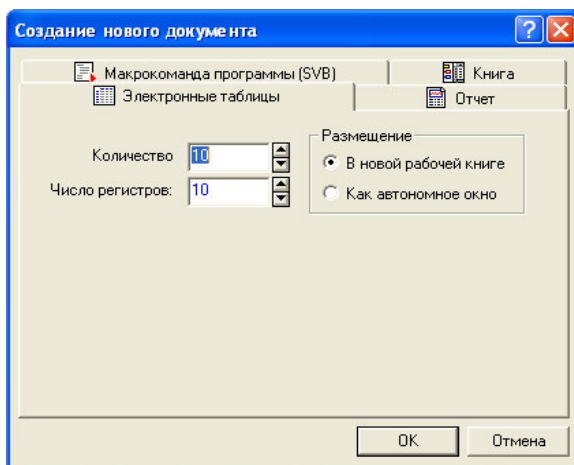 Создание нового документа
Макрокоманда программы (SVB)
Книга
Электронные таблицы
Отчет
Количество
10
Число регистров:
10
Размещение
В новой рабочей книге
Как автономное окно
OK
Отмена